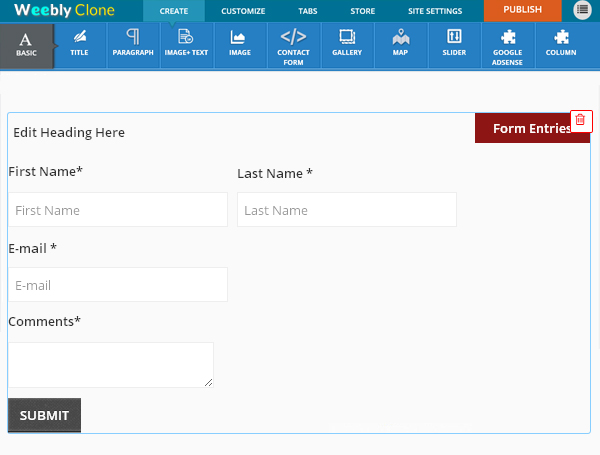 Weebly Clone
CREATE
CUSTOMIZE
TABS
STORE
SITE SETTINGS
PUBLISH
A
BASIC
TITLE
PARAGRAPH
IMAGE+ TEXT
IMAGE
</>
CONTACT
FORM
GALLERY
MAP
SLIDER
GOOGLE
ADSENSE
COLUMN
Edit Heading Here
Form Entries
First Name*
Last Name *
First Name
Last Name
E-mail *
E-mail
Comments*
SUBMIT